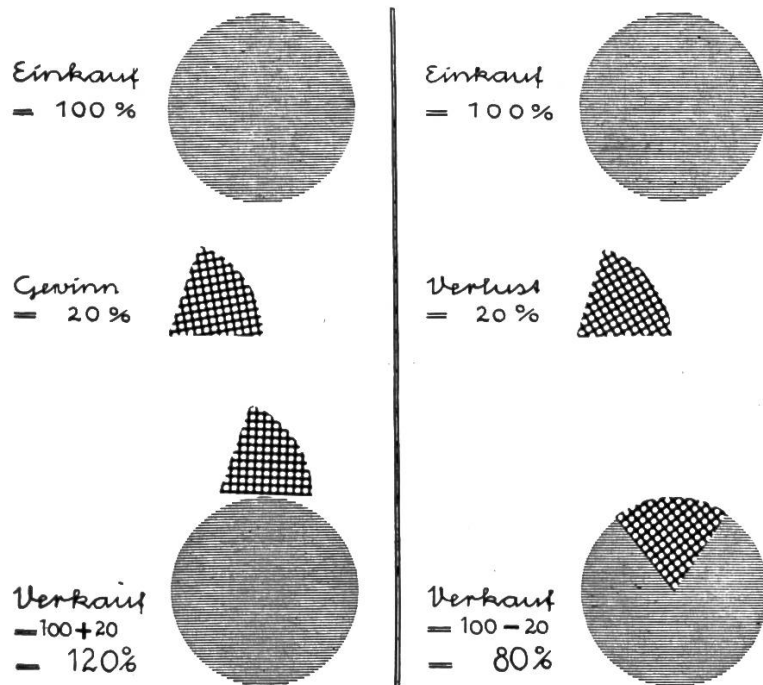 Einkauf
= 100%
Gewinn
= 20%
Verkauf
= 100 + 20
= 120%
Einkauf
= 100%
Verlust
= 20%
Verkauf
= 100 - 20
= 80%